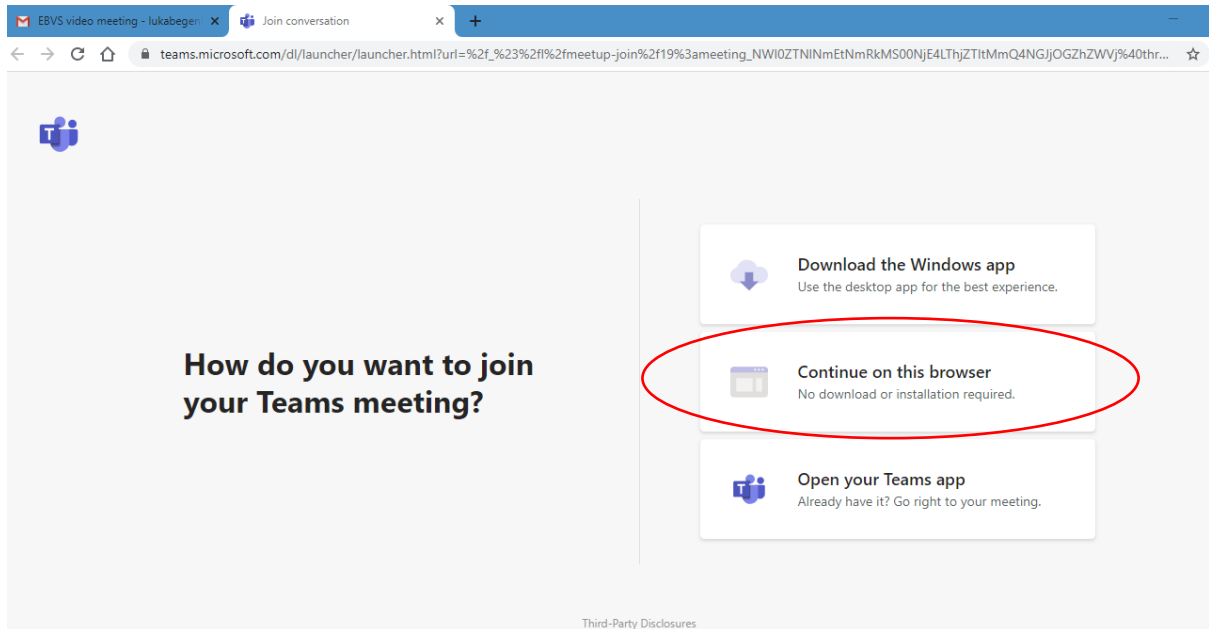 EBVS video meeting - lukabegen
Join conversation
teams.microsoft.com/dl/launcher/launcher.html?url=%2f_%23%2fl%2fmeetup-join%2f19%3ameeting_NWI0ZTNlNmEtNmRkMS00NjE4LThjZTItMmQ4NGJjOGZhZWVj%40thr...
T
Download the Windows app
Use the desktop app for the best experience.
How do you want to join
your Teams meeting?
Continue on this browser
No download or installation required.
T
Open your Teams app
Already have it? Go right to your meeting.
Third-Party Disclosures